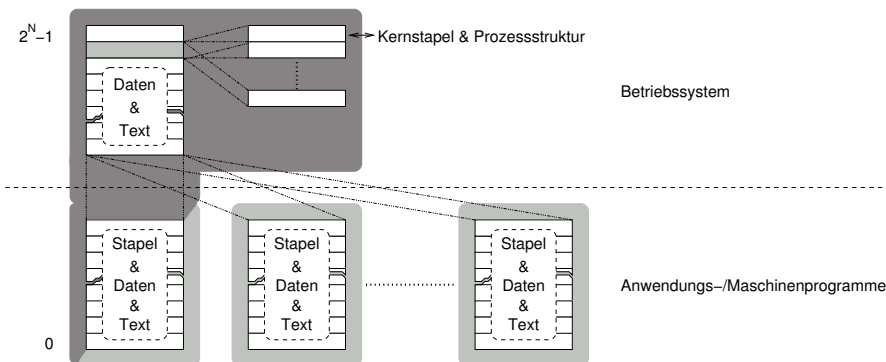 2^N−1
Kernstapel & Prozessstruktur
Daten
&
Text
Betriebssystem
Stapel
&
Daten
&
Text
Stapel
&
Daten
&
Text
Stapel
&
Daten
&
Text
Anwendungs−/Maschinenprogramme
0